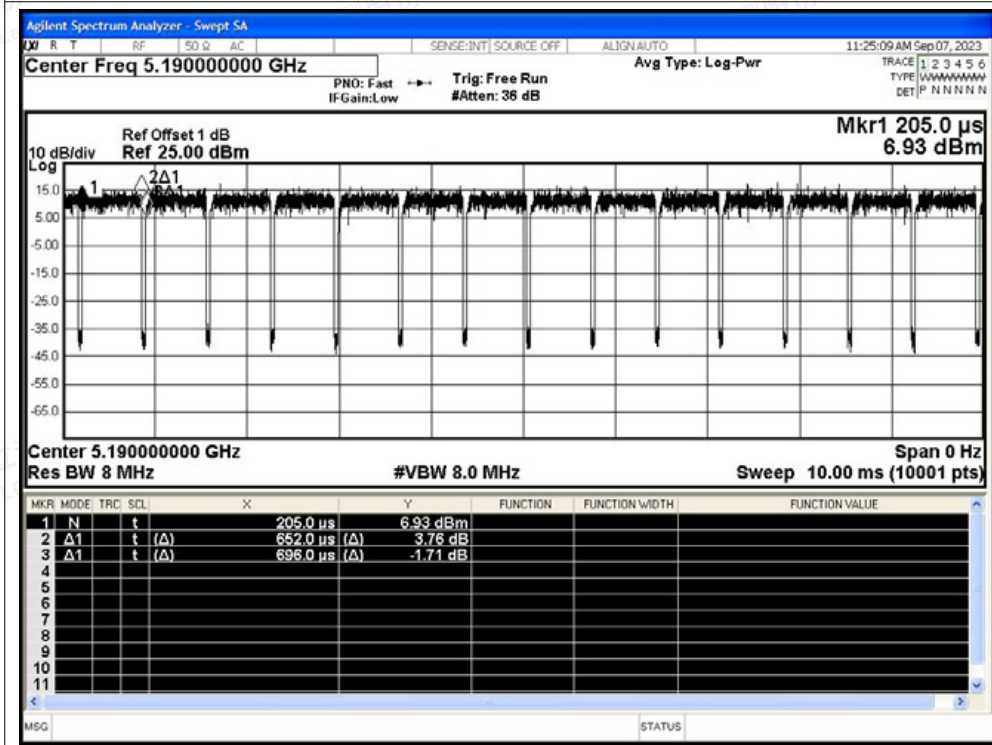 Agilent Spectrum Analyzer - Swept SA
LXI R T RF 50 Ω AC SENSE:INT SOURCE OFF ALIGN AUTO 11:25:09 AM Sep 07, 2023
Center Freq 5.190000000 GHz Avg Type: Log-Pwr TRACE 1 2 3 4 5 6
PNO: Fast Trig: Free Run TYPE WWWWWW
IFGain:Low #Atten: 36 dB DET P N N N N N
Mkr1 205.0 µs
Ref Offset 1 dB
10 dB/div Ref 25.00 dBm 6.93 dBm
Log
2Δ1
15.0 1
5.00
-5.00
-15.0
-25.0
-35.0
-45.0
-55.0
-65.0
Center 5.190000000 GHz Span 0 Hz
Res BW 8 MHz #VBW 8.0 MHz Sweep 10.00 ms (10001 pts)
MKR MODE TRC SCL X Y FUNCTION FUNCTION WIDTH FUNCTION VALUE
1 N t 205.0 µs 6.93 dBm
2 Δ1 t (Δ) 652.0 µs (Δ) 3.76 dB
3 Δ1 t (Δ) 696.0 µs (Δ) -1.71 dB
4
5
6
7
8
9
10
11
MSG STATUS